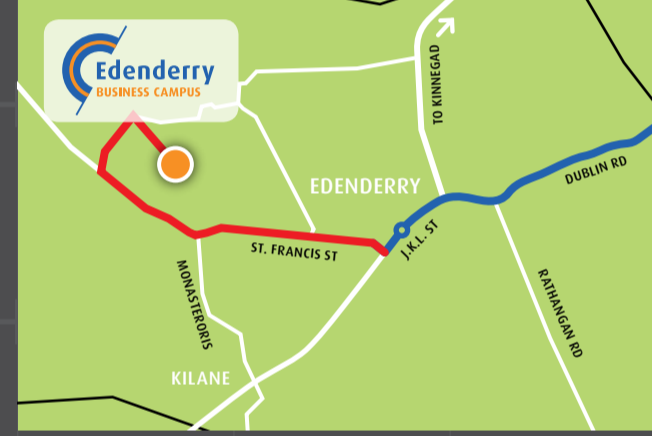 Edenderry
BUSINESS CAMPUS
TO KINNEGAD
EDENDERRY
DUBLIN RD
J.K.L. ST
ST. FRANCIS ST
MONASTERORIS
RATHANGAN RD
KILANE